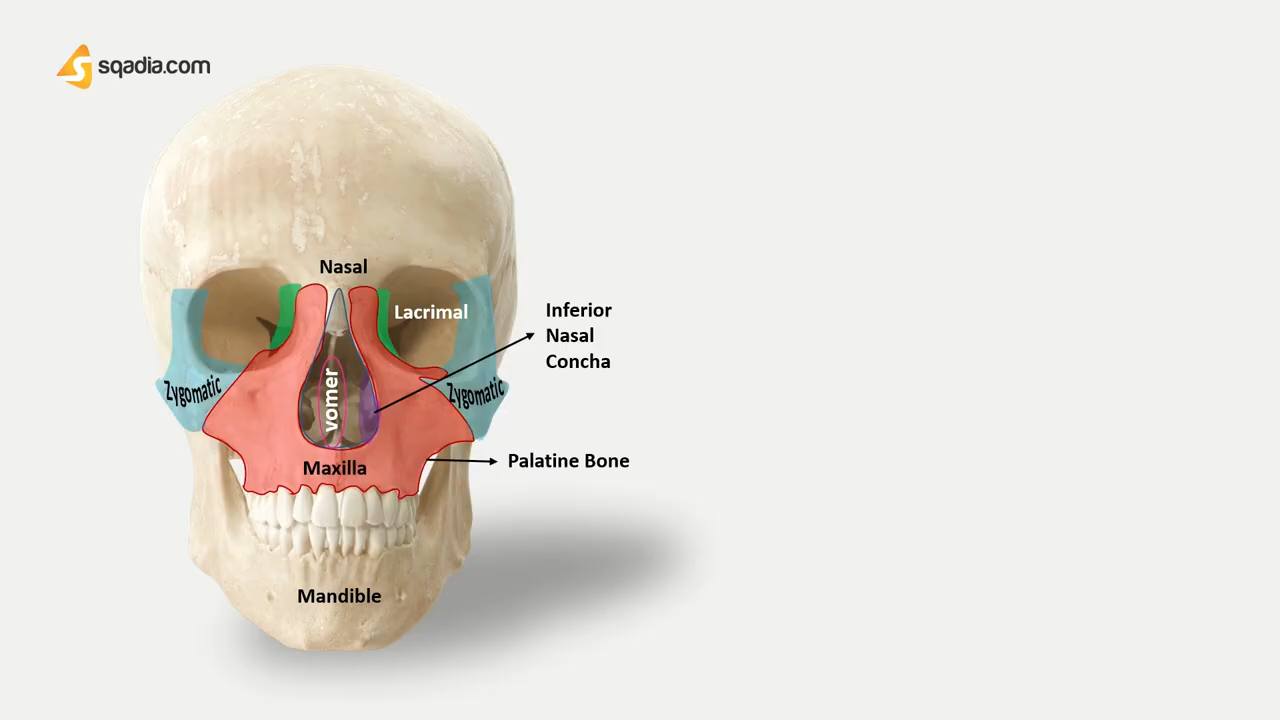 sqadia.com
Nasal
Lacrimal
Inferior
Nasal
Concha
Zygomatic
vomer
Zygomatic
Maxilla
Palatine Bone
Mandible